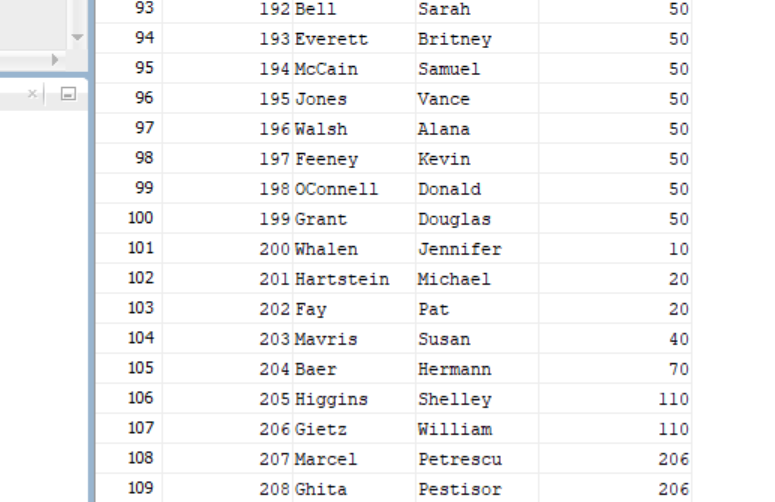 93 192 Bell Sarah 50
94 193 Everett Britney 50
95 194 McCain Samuel 50
96 195 Jones Vance 50
97 196 Walsh Alana 50
98 197 Feeney Kevin 50
99 198 OConnell Donald 50
100 199 Grant Douglas 50
101 200 Whalen Jennifer 10
102 201 Hartstein Michael 20
103 202 Fay Pat 20
104 203 Mavris Susan 40
105 204 Baer Hermann 70
106 205 Higgins Shelley 110
107 206 Gietz William 110
108 207 Marcel Petrescu 206
109 208 Ghita Pestisor 206